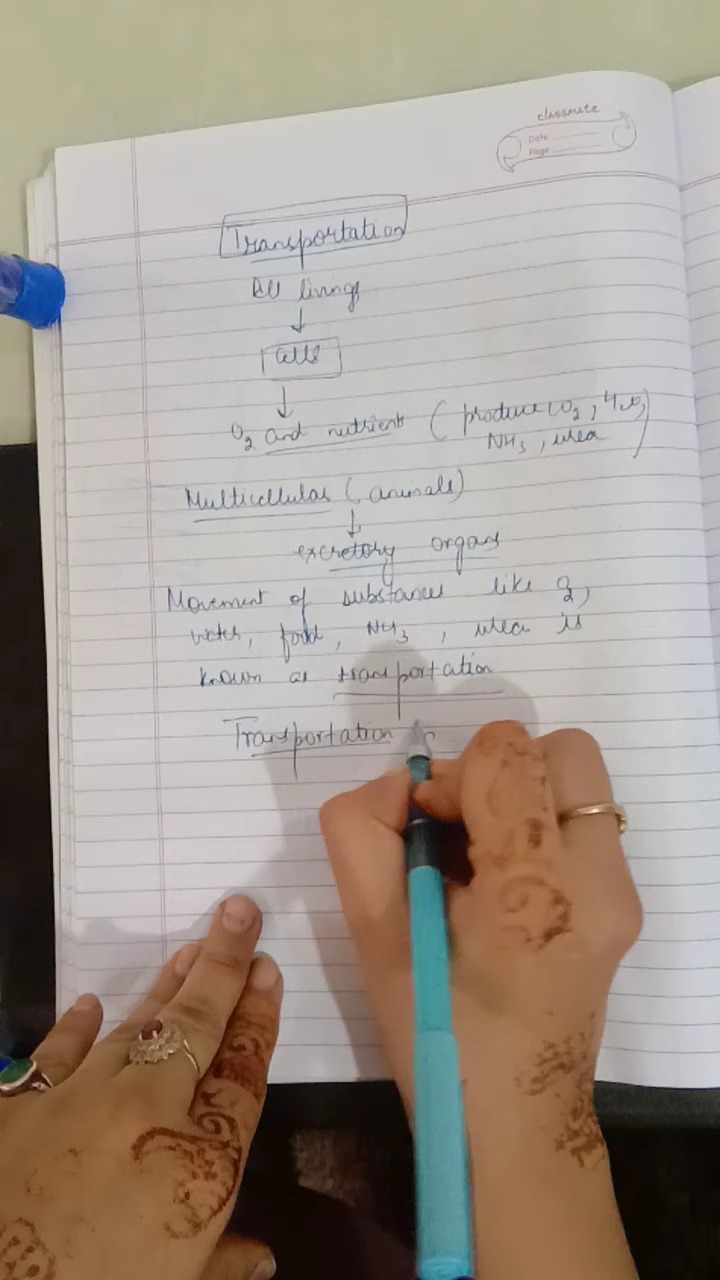 classmate
Date
Page
Transportation
All livings
↓
Cells
↓
O2 and nutrient ( produce CO2, H2O,
NH3, urea )
Multicellular (animals)
↓
excretory organs
Movement of substances like O2,
water, food, NH3, urea is
known as transportation
Transportation